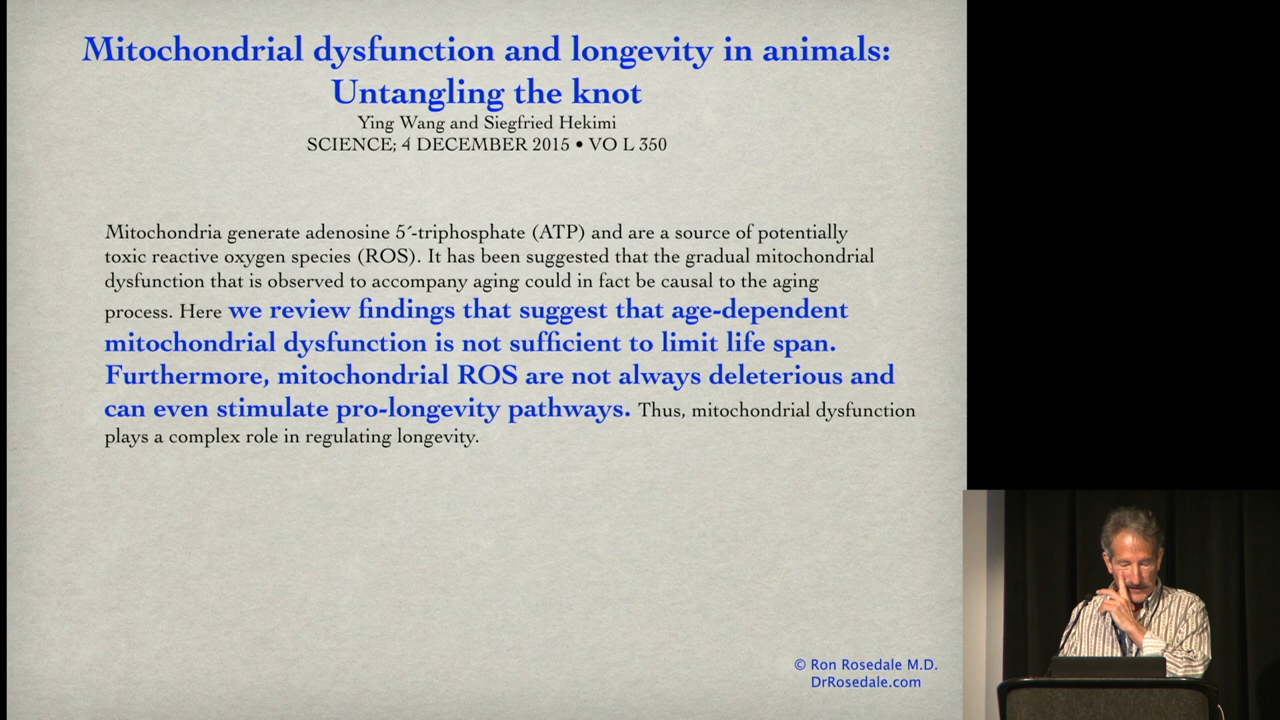 Mitochondrial dysfunction and longevity in animals:
Untangling the knot
Ying Wang and Siegfried Hekimi
SCIENCE; 4 DECEMBER 2015 • VO L 350
Mitochondria generate adenosine 5´-triphosphate (ATP) and are a source of potentially
toxic reactive oxygen species (ROS). It has been suggested that the gradual mitochondrial
dysfunction that is observed to accompany aging could in fact be causal to the aging
process. Here we review findings that suggest that age-dependent
mitochondrial dysfunction is not sufficient to limit life span.
Furthermore, mitochondrial ROS are not always deleterious and
can even stimulate pro-longevity pathways. Thus, mitochondrial dysfunction
plays a complex role in regulating longevity.
© Ron Rosedale M.D.
DrRosedale.com